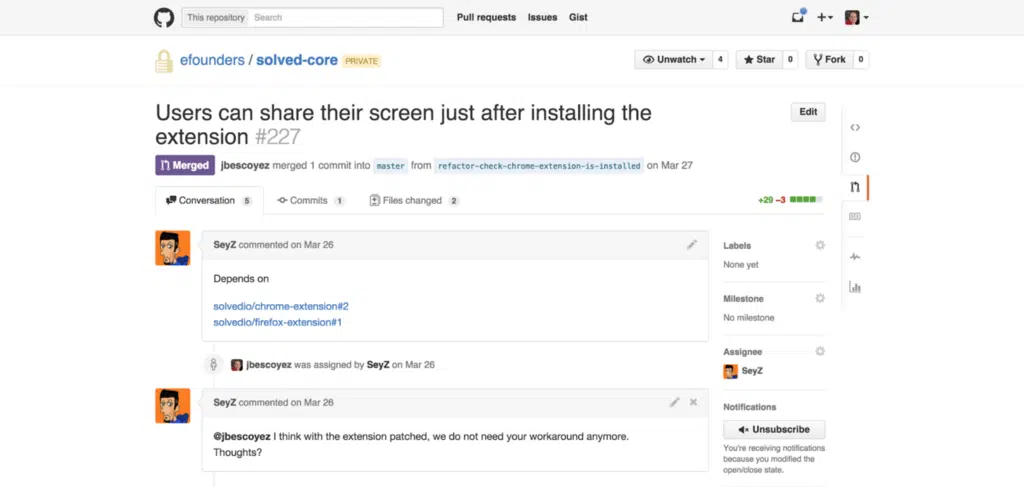 This repository Search Pull requests Issues Gist
efounders / solved-core PRIVATE Unwatch 4 Star 0 Fork 0
Users can share their screen just after installing the
extension #227
Edit
Merged jbescoyez merged 1 commit into master from refactor-check-chrome-extension-is-installed on Mar 27
Conversation 5 Commits 1 Files changed 2 +29 −3
SeyZ commented on Mar 26
Depends on
solvedio/chrome-extension#2
solvedio/firefox-extension#1
jbescoyez was assigned by SeyZ on Mar 26
SeyZ commented on Mar 26
@jbescoyez I think with the extension patched, we do not need your workaround anymore.
Thoughts?
Labels
None yet
Milestone
No milestone
Assignee
SeyZ
Notifications
Unsubscribe
You're receiving notifications
because you modified the
open/close state.